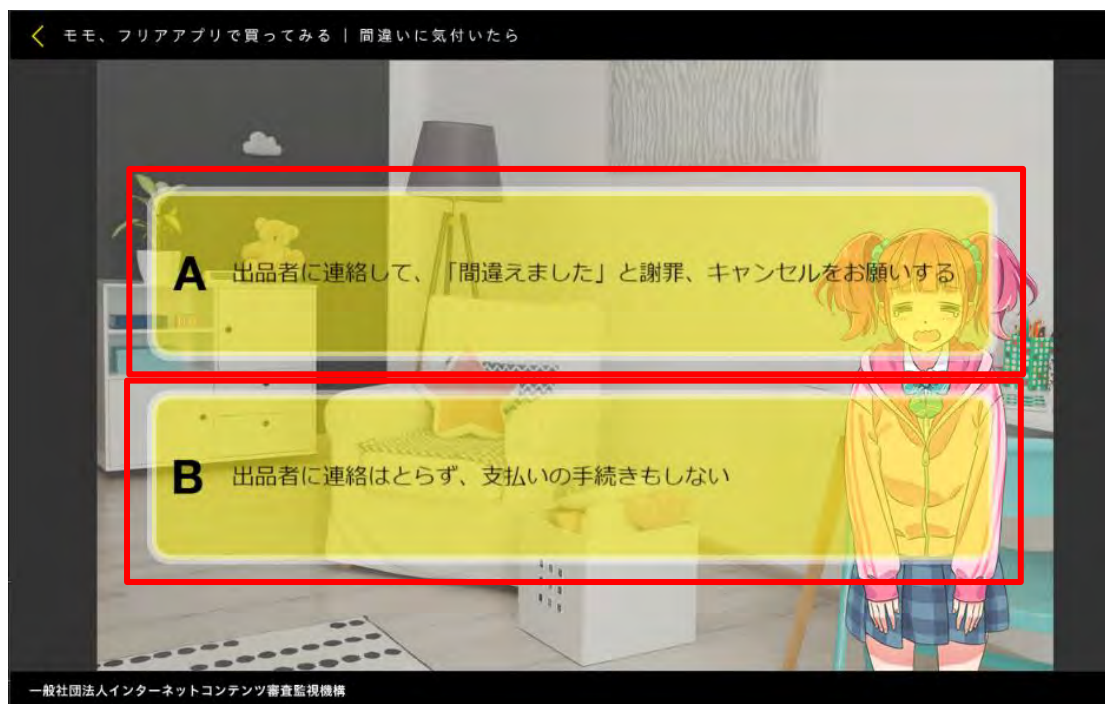 モモ、フリアアプリで買ってみる | 間違いに気付いたら
A 出品者に連絡して、「間違えました」と謝罪、キャンセルをお願いする
B 出品者に連絡はとらず、支払いの手続きもしない
一般社団法人インターネットコンテンツ審査監視機構